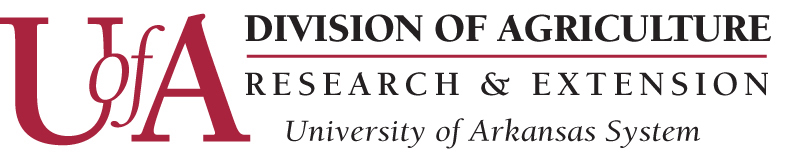 UofA
DIVISION OF AGRICULTURE
RESEARCH & EXTENSION
University of Arkansas System